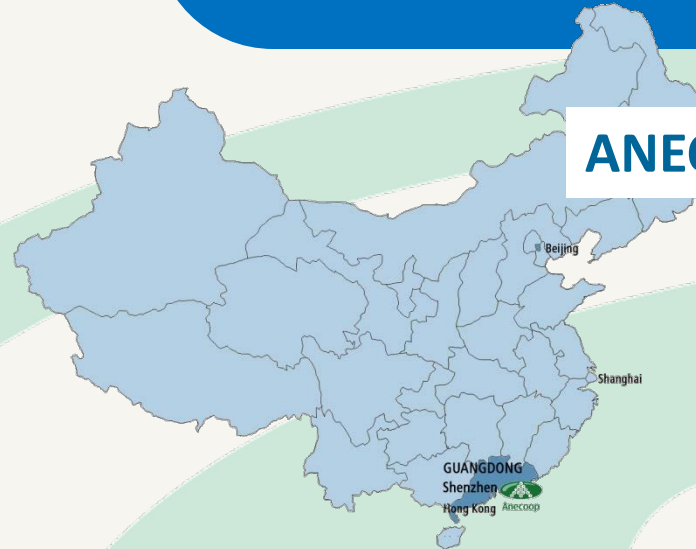 ANEC
Beijing
Shanghai
GUANGDONG
Shenzhen
Hong Kong
Anecoop